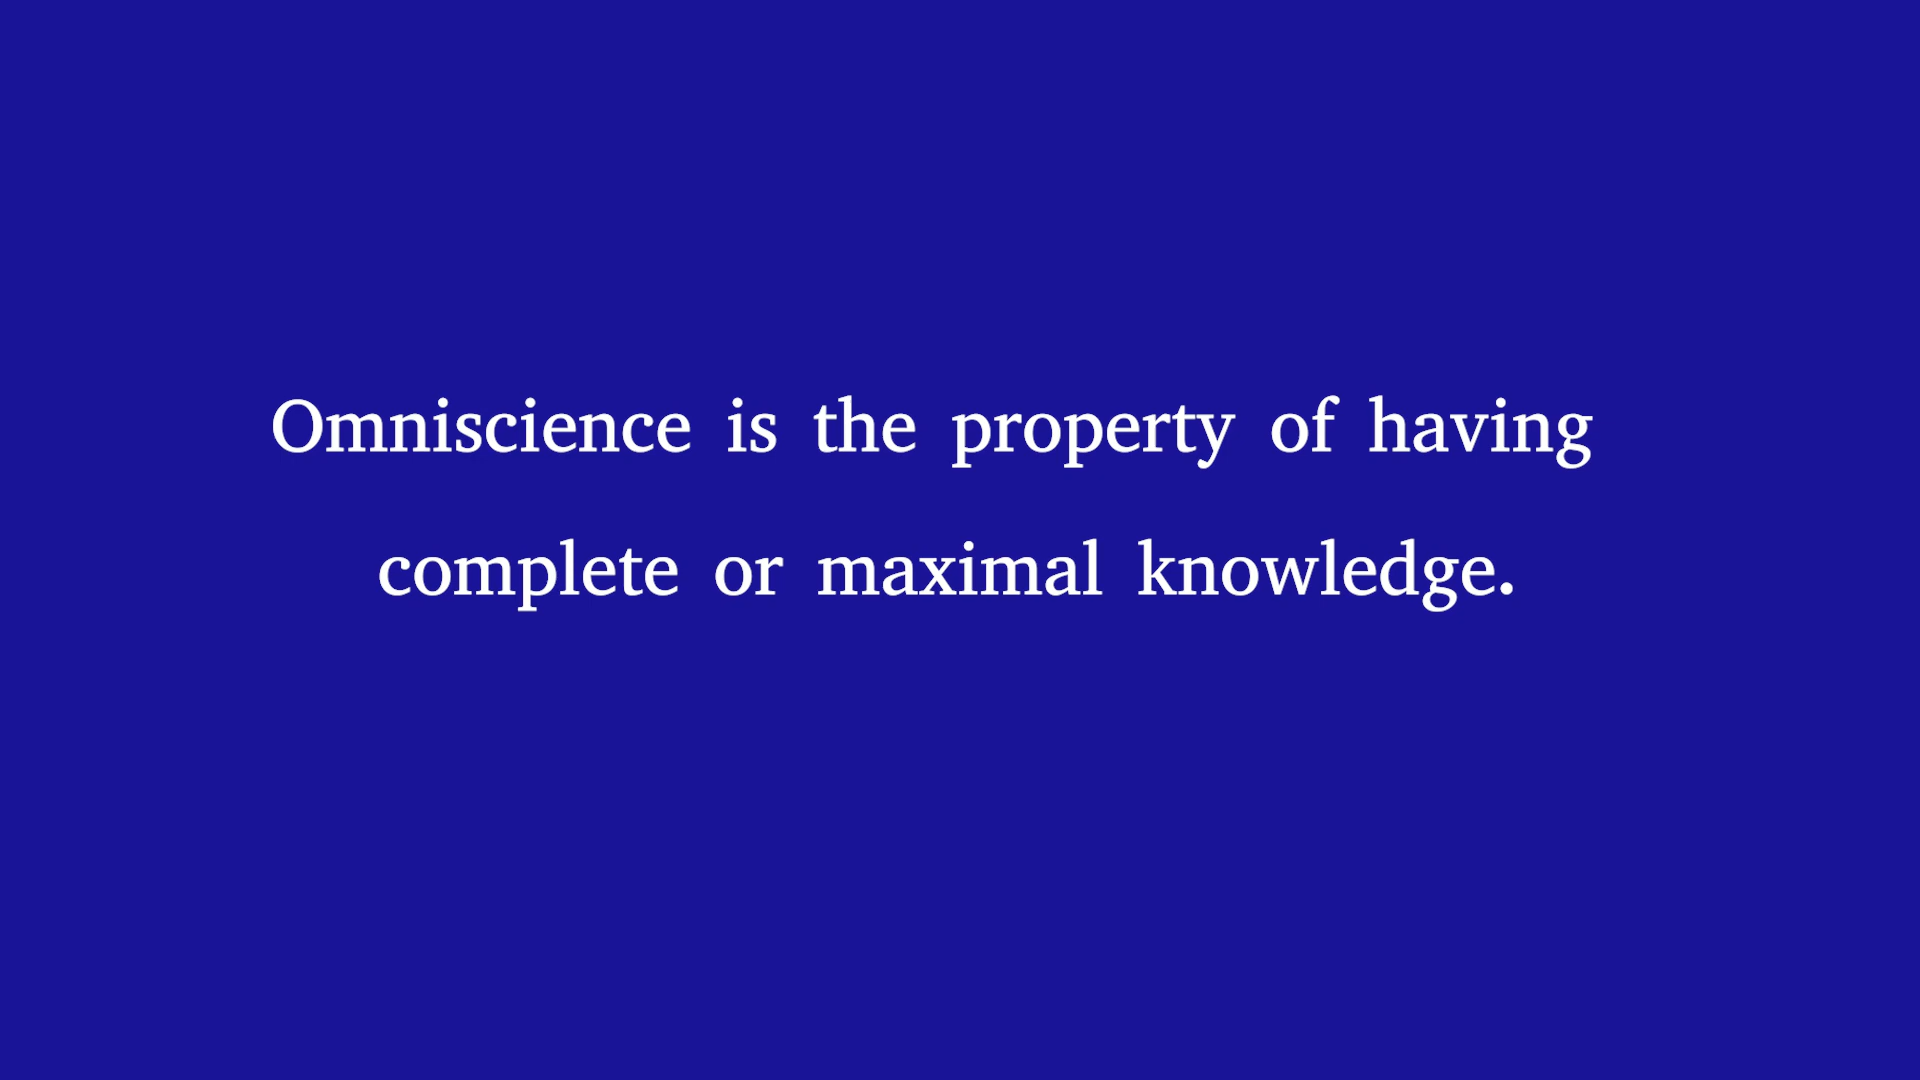 Omniscience is the property of having
complete or maximal knowledge.